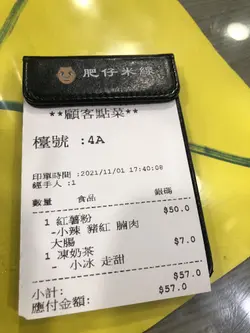 肥仔米線
**顧客點菜**
檯號 :4A
印單時間 :2021/11/01 17:40:08
經手人 :1
數量 食品 銀碼
1 紅薯粉 $50.0
-小辣 豬紅 腩肉
大腸
1 凍奶茶 $7.0
- 小冰 走甜
$57.0
小計:
應付金額: $57.0